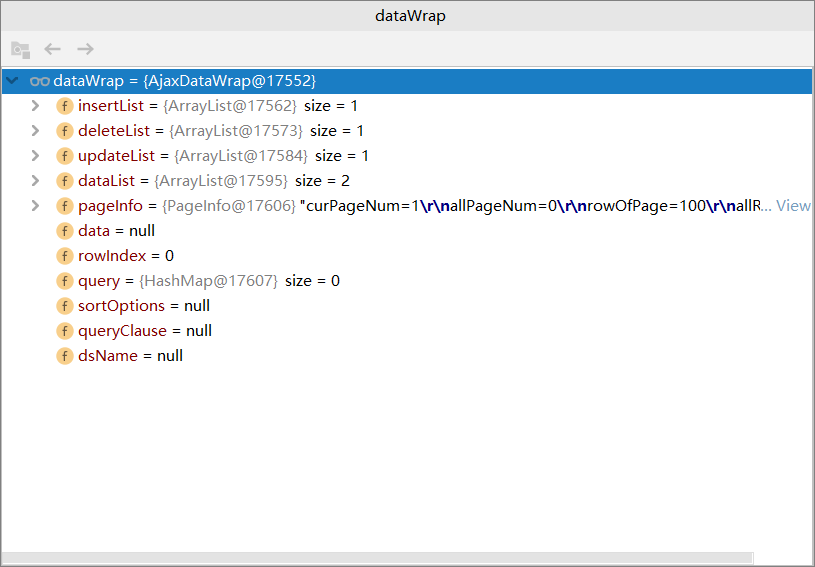 dataWrap
dataWrap = {AjaxDataWrap@17552}
f insertList = {ArrayList@17562} size = 1
f deleteList = {ArrayList@17573} size = 1
f updateList = {ArrayList@17584} size = 1
f dataList = {ArrayList@17595} size = 2
f pageInfo = {PageInfo@17606} "curPageNum=1\r\nallPageNum=0\r\nrowOfPage=100\r\nallR... View
f data = null
f rowIndex = 0
f query = {HashMap@17607} size = 0
f sortOptions = null
f queryClause = null
f dsName = null